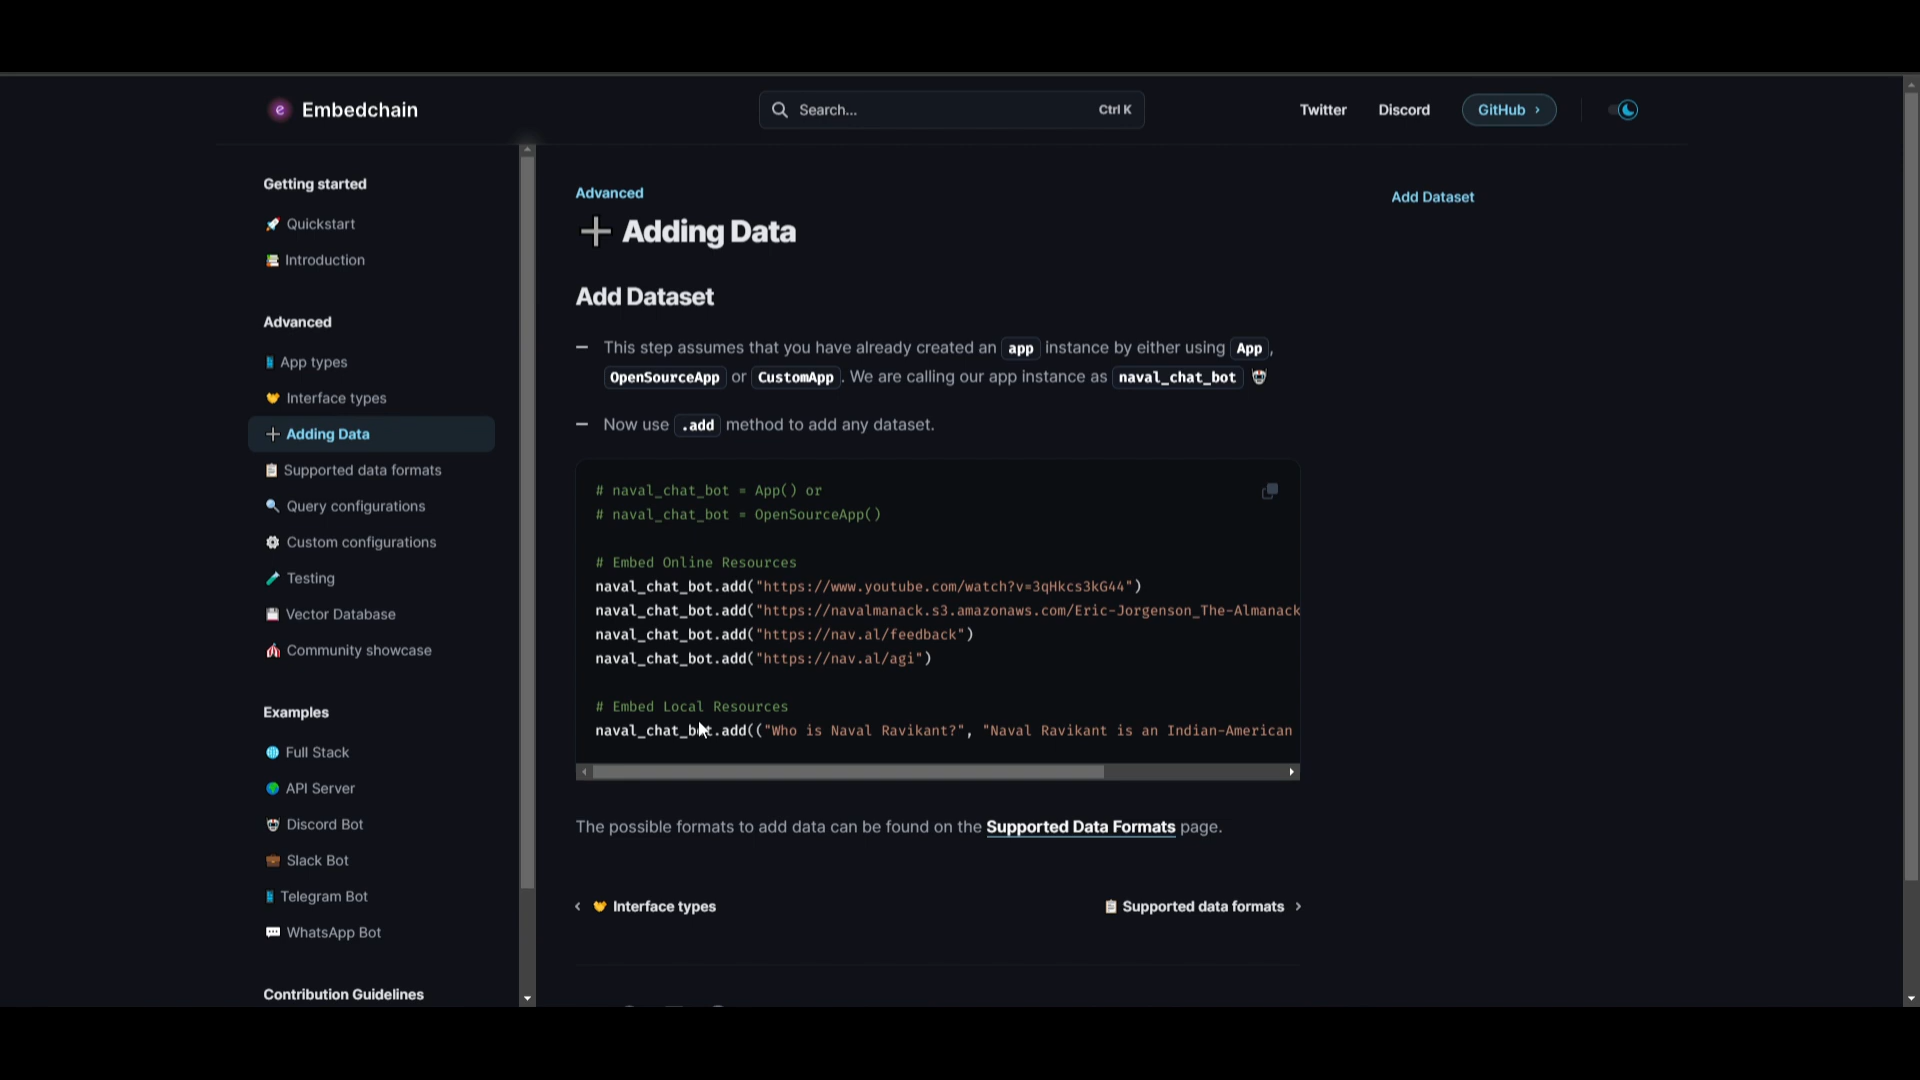 Embedchain
Search...
Ctrl K
Twitter
Discord
GitHub ›
Getting started
Quickstart
Introduction
Advanced
App types
Interface types
Adding Data
Supported data formats
Query configurations
Custom configurations
Testing
Vector Database
Community showcase
Examples
Full Stack
API Server
Discord Bot
Slack Bot
Telegram Bot
WhatsApp Bot
Contribution Guidelines
Advanced
Adding Data
Add Dataset
This step assumes that you have already created an app instance by either using App,
OpenSourceApp or CustomApp. We are calling our app instance as naval_chat_bot 🤖
Now use .add method to add any dataset.
# naval_chat_bot = App() or
# naval_chat_bot = OpenSourceApp()
# Embed Online Resources
naval_chat_bot.add("https://www.youtube.com/watch?v=3qHkcs3kG44")
naval_chat_bot.add("https://navalmanack.s3.amazonaws.com/Eric-Jorgenson_The-Almanack
naval_chat_bot.add("https://nav.al/feedback")
naval_chat_bot.add("https://nav.al/agi")
# Embed Local Resources
naval_chat_bot.add(("Who is Naval Ravikant?", "Naval Ravikant is an Indian-American
The possible formats to add data can be found on the Supported Data Formats page.
‹ Interface types
Supported data formats ›
Add Dataset